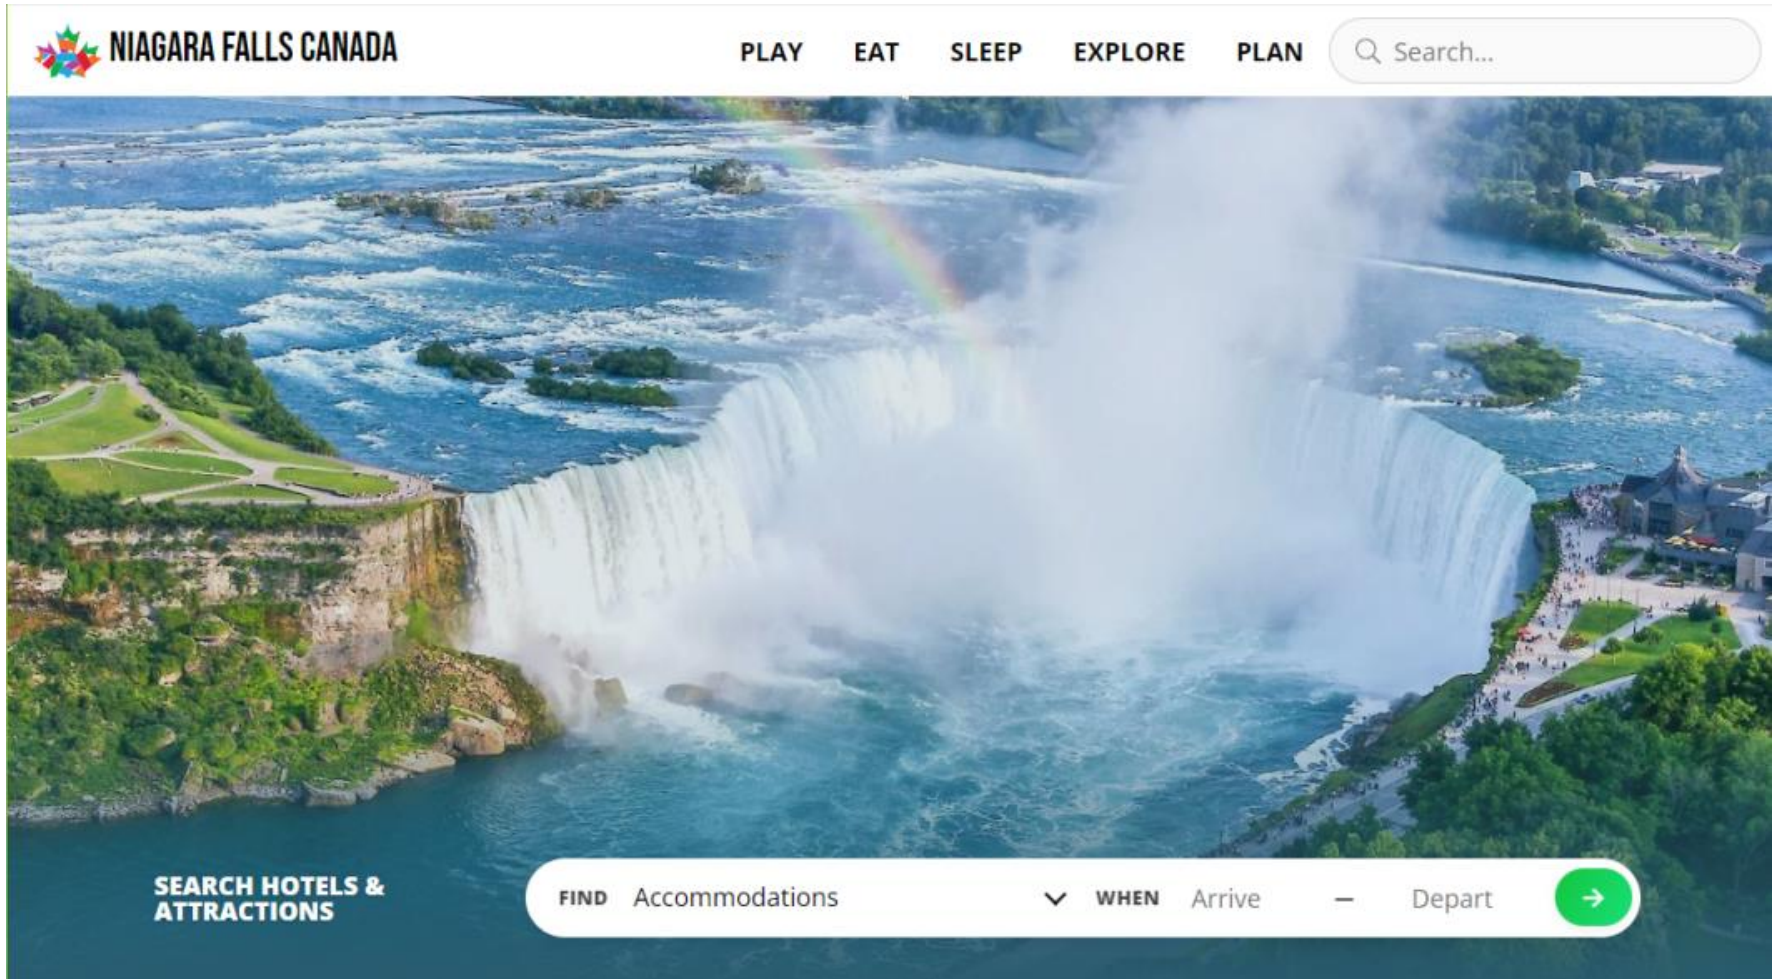 NIAGARA FALLS CANADA
PLAY EAT SLEEP EXPLORE PLAN Search...
SEARCH HOTELS &
ATTRACTIONS
FIND Accommodations WHEN Arrive – Depart